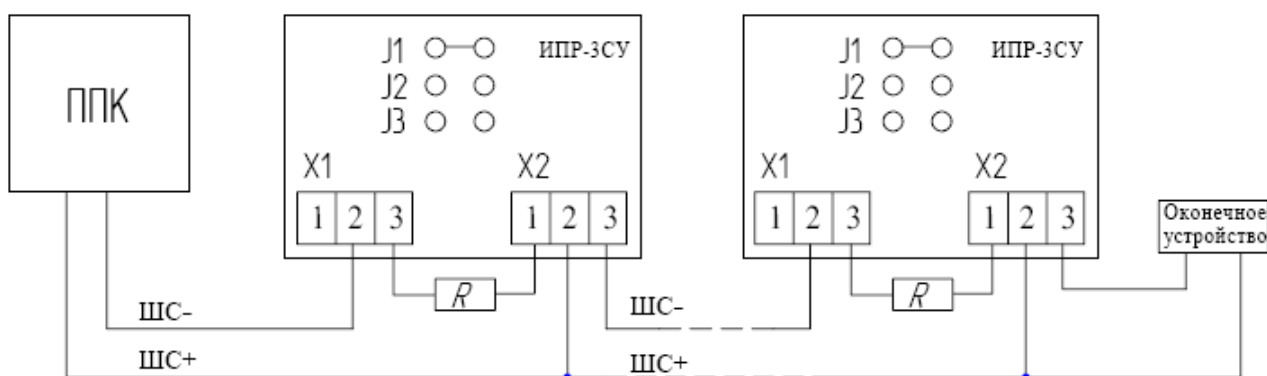 ППК
J1
ИПР-3СУ
J2
J3
X1
X2
1 2 3
1 2 3
R
J1
ИПР-3СУ
J2
J3
X1
X2
1 2 3
1 2 3
R
Оконечное
устройство
ШС-
ШС+
ШС-
ШС+